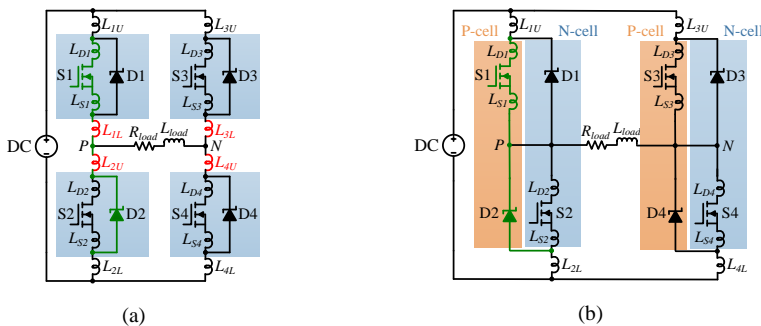 L1U
LD1
S1
LS1
D1
L3U
LD3
S3
LS3
D3
L1L
Rload
Lload
L3L
DC
P
N
L2U
L4U
LD2
S2
LS2
D2
LD4
S4
LS4
D4
L2L
L4L
(a)
L1U
L3U
P-cell
N-cell
P-cell
N-cell
LD1
S1
LS1
D1
LD3
S3
LS3
D3
DC
P
Rload
Lload
N
LD2
D2
S2
LS2
LD4
D4
S4
LS4
L2L
L4L
(b)